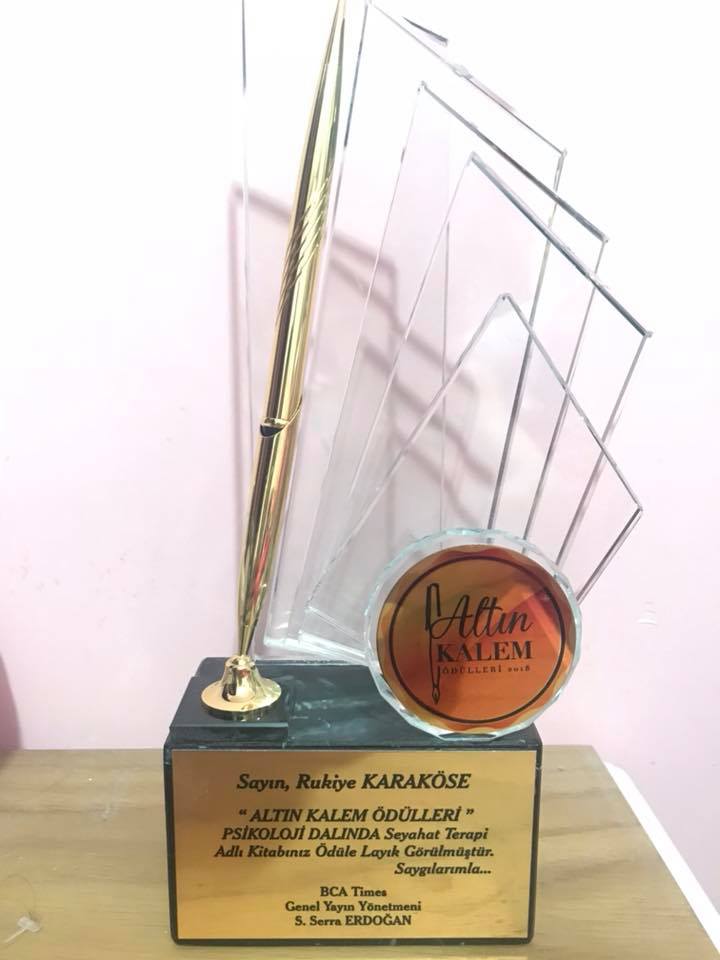 Altın
KALEM
ÖDÜLLERİ 2018
Sayın, Rukiye KARAKÖSE
“ ALTIN KALEM ÖDÜLLERİ ”
PSİKOLOJİ DALINDA Seyahat Terapi
Adlı Kitabınız Ödüle Layık Görülmüştür.
Saygılarımla...
BCA Times
Genel Yayın Yönetmeni
S. Serra ERDOĞAN